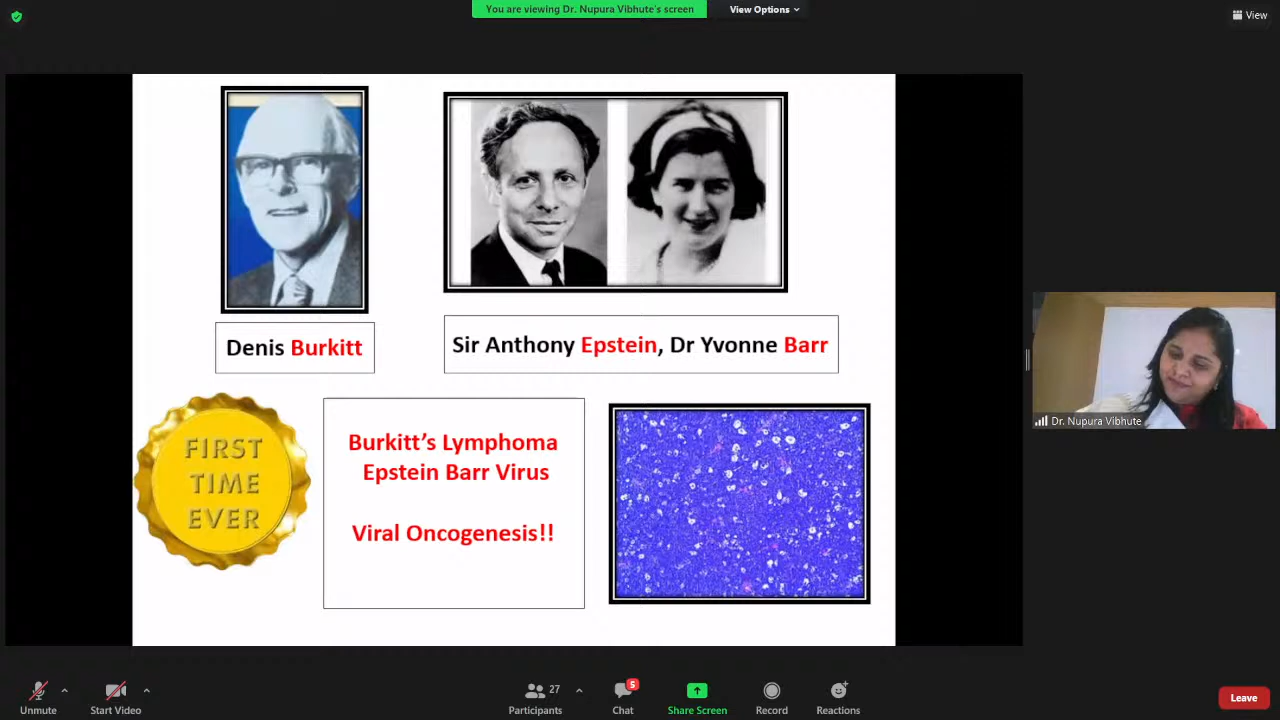 You are viewing Dr. Nupura Vibhute's screen
View Options
View
Denis Burkitt
Sir Anthony Epstein, Dr Yvonne Barr
FIRST
TIME
EVER
Burkitt’s Lymphoma
Epstein Barr Virus
Viral Oncogenesis!!
Dr. Nupura Vibhute
Unmute
Start Video
27
Participants
5
Chat
Share Screen
Record
Reactions
Leave